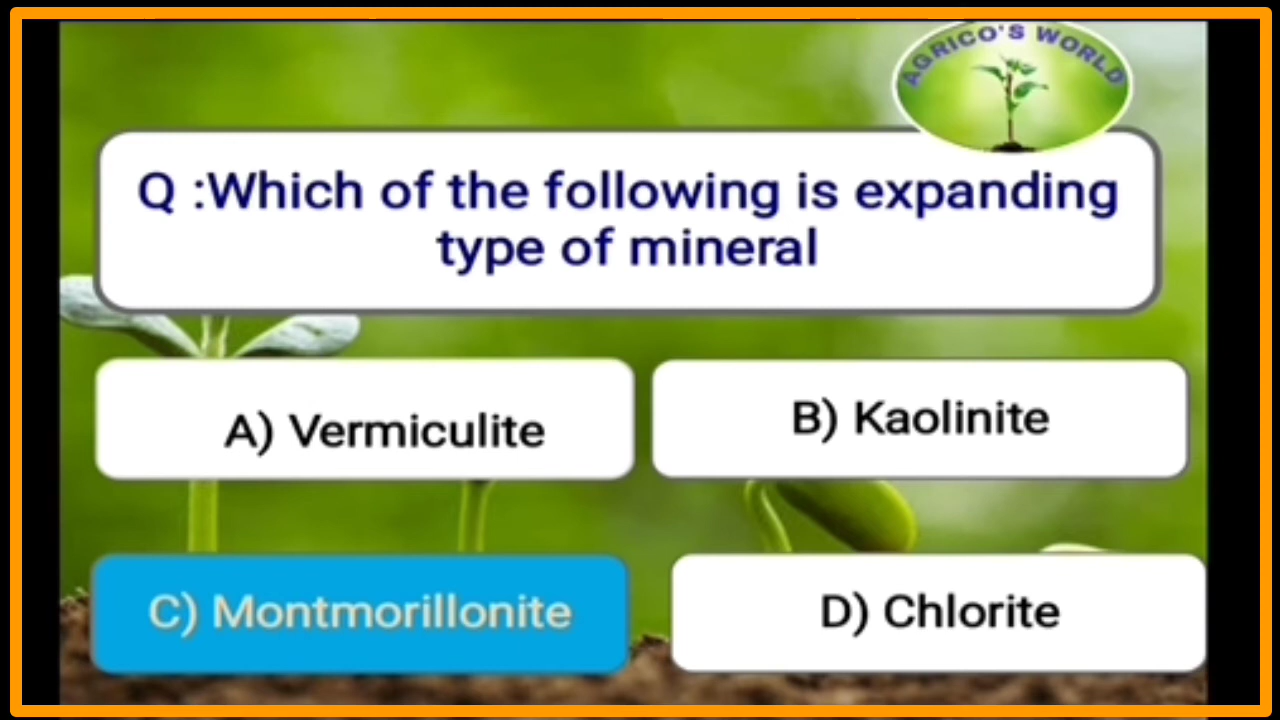 AGRICO'S WORLD
Q :Which of the following is expanding
type of mineral
A) Vermiculite
B) Kaolinite
C) Montmorillonite
D) Chlorite